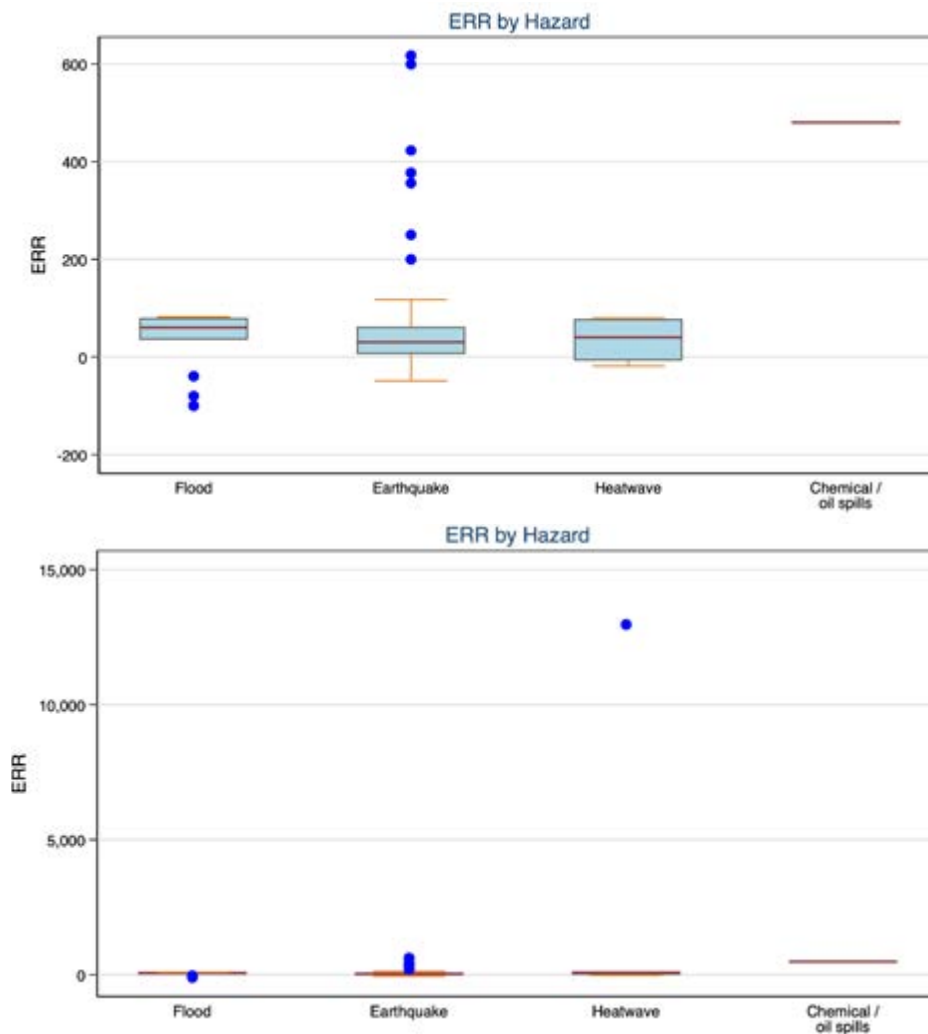 ERR by Hazard
600
400
200
0
-200
ERR
Flood
Earthquake
Heatwave
Chemical /
oil spills
ERR by Hazard
15,000
10,000
5,000
0
ERR
Flood
Earthquake
Heatwave
Chemical /
oil spills